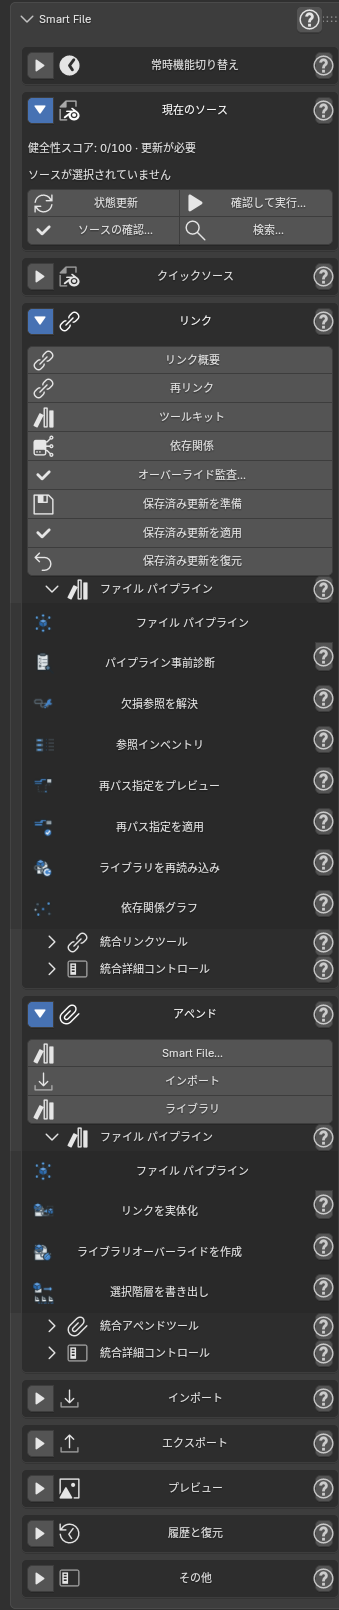 Smart File
常時機能切り替え
現在のソース
健全性スコア: 0/100 · 更新が必要
ソースが選択されていません
状態更新
確認して実行...
ソースの確認...
検索...
クイックソース
リンク
リンク概要
再リンク
ツールキット
依存関係
オーバーライド監査...
保存済み更新を準備
保存済み更新を適用
保存済み更新を復元
ファイル パイプライン
ファイル パイプライン
パイプライン事前診断
欠損参照を解決
参照インベントリ
再パス指定をプレビュー
再パス指定を適用
ライブラリを再読み込み
依存関係グラフ
統合リンクツール
統合詳細コントロール
アペンド
Smart File...
インポート
ライブラリ
ファイル パイプライン
ファイル パイプライン
リンクを実体化
ライブラリオーバーライドを作成
選択階層を書き出し
統合アペンドツール
統合詳細コントロール
インポート
エクスポート
プレビュー
履歴と復元
その他